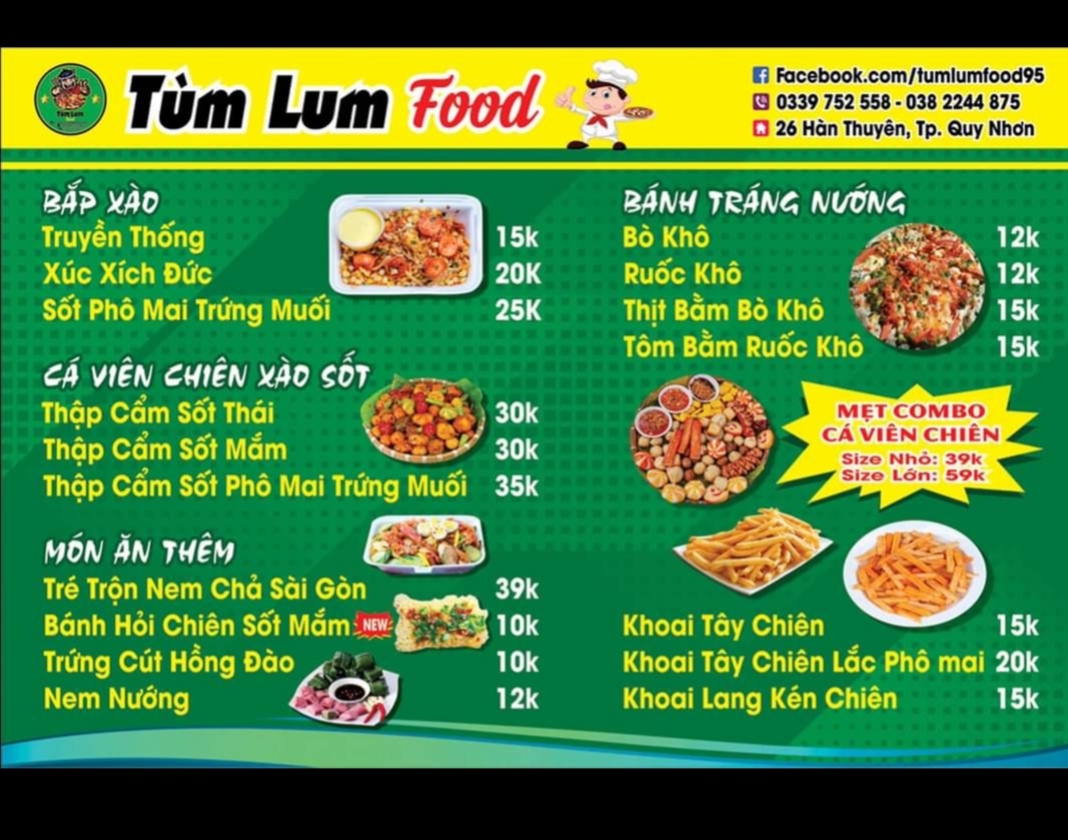 Tùm Lum Food
Facebook.com/tumlumfood95
0339 752 558 - 038 2244 875
26 Hàn Thuyên, Tp. Quy Nhơn
BẮP XÀO
Truyền Thống 15k
Xúc Xích Đức 20K
Sốt Phô Mai Trứng Muối 25K
CÁ VIÊN CHIÊN XÀO SỐT
Thập Cẩm Sốt Thái 30k
Thập Cẩm Sốt Mắm 30k
Thập Cẩm Sốt Phô Mai Trứng Muối 35k
MÓN ĂN THÊM
Tré Trộn Nem Chả Sài Gòn 39k
Bánh Hỏi Chiên Sốt Mắm NEW 10k
Trứng Cút Hồng Đào 10k
Nem Nướng 12k
BÁNH TRÁNG NƯỚNG
Bò Khô 12k
Ruốc Khô 12k
Thịt Bằm Bò Khô 15k
Tôm Bằm Ruốc Khô 15k
MẸT COMBO
CÁ VIÊN CHIÊN
Size Nhỏ: 39k
Size Lớn: 59k
Khoai Tây Chiên 15k
Khoai Tây Chiên Lắc Phô mai 20k
Khoai Lang Kén Chiên 15k